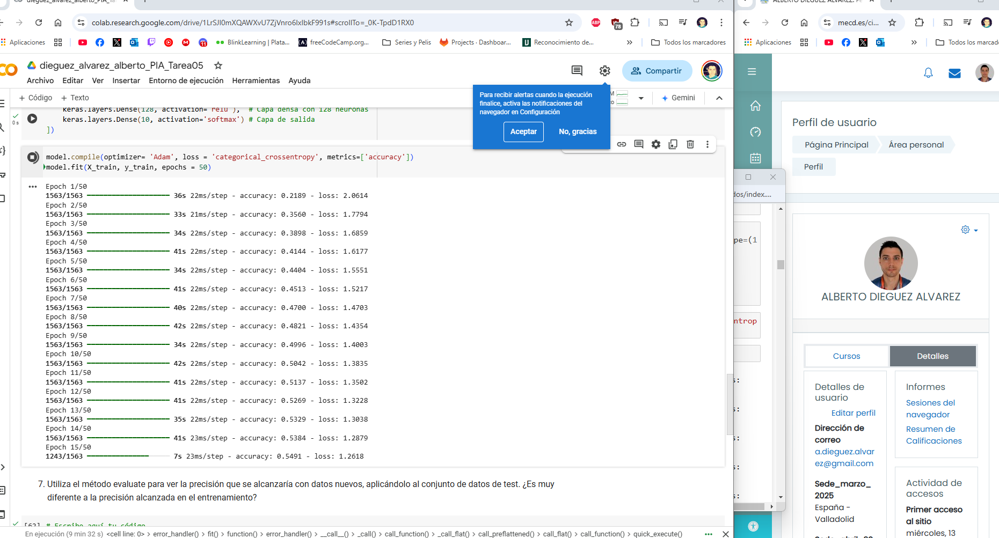 dieguez_alvarez_alberto_PIA_Ta
colab.research.google.com/drive/1LrSJI0mXQAWXvU7ZjVnro6IxIbkF991s#scrollTo=_0K-TpdD1RX0
ABP
78
Aplicaciones
11
BlinkLearning | Plata...
freeCodeCamp.org...
Series y Pelis
Projects · Dashboar...
Reconocimiento de...
»
Todos los marcadores
dieguez_alvarez_alberto_PIA_Tarea05
Archivo Editar Ver Insertar Entorno de ejecución Herramientas Ayuda
Compartir
+ Código + Texto
Gemini
Para recibir alertas cuando la ejecución
finalice, activa las notificaciones del
navegador en Configuración
Aceptar No, gracias
0 s
keras.layers.Dense(128, activation='relu'), # Capa densa con 128 neuronas
keras.layers.Dense(10, activation='softmax') # Capa de salida
])
model.compile(optimizer= 'Adam', loss = 'categorical_crossentropy', metrics=['accuracy'])
model.fit(X_train, y_train, epochs = 50)
Epoch 1/50
1563/1563 36s 22ms/step - accuracy: 0.2189 - loss: 2.0614
Epoch 2/50
1563/1563 33s 21ms/step - accuracy: 0.3560 - loss: 1.7794
Epoch 3/50
1563/1563 34s 22ms/step - accuracy: 0.3898 - loss: 1.6859
Epoch 4/50
1563/1563 41s 22ms/step - accuracy: 0.4144 - loss: 1.6177
Epoch 5/50
1563/1563 34s 22ms/step - accuracy: 0.4404 - loss: 1.5551
Epoch 6/50
1563/1563 41s 22ms/step - accuracy: 0.4513 - loss: 1.5217
Epoch 7/50
1563/1563 40s 22ms/step - accuracy: 0.4700 - loss: 1.4703
Epoch 8/50
1563/1563 42s 22ms/step - accuracy: 0.4821 - loss: 1.4354
Epoch 9/50
1563/1563 34s 22ms/step - accuracy: 0.4996 - loss: 1.4003
Epoch 10/50
1563/1563 42s 22ms/step - accuracy: 0.5042 - loss: 1.3835
Epoch 11/50
1563/1563 41s 22ms/step - accuracy: 0.5137 - loss: 1.3502
Epoch 12/50
1563/1563 41s 22ms/step - accuracy: 0.5269 - loss: 1.3228
Epoch 13/50
1563/1563 35s 22ms/step - accuracy: 0.5329 - loss: 1.3038
Epoch 14/50
1563/1563 41s 23ms/step - accuracy: 0.5384 - loss: 1.2879
Epoch 15/50
1243/1563 7s 23ms/step - accuracy: 0.5491 - loss: 1.2618
7. Utiliza el método evaluate para ver la precisión que se alcanzaría con datos nuevos, aplicándolo al conjunto de datos de test. ¿Es muy
diferente a la precisión alcanzada en el entrenamiento?
[62] # Escribe aquí tu código
En ejecución (9 min 32 s) <cell line: 0> > error_handler() > fit() > function() > error_handler() > __call__() > _call() > call_function() > _call_flat() > call_preflattened() > call_flat() > call_function() > quick_execute()
ALBERTO DIEGUEZ ALVAREZ: Pe
mecd.es/ci...
Aplicaciones
»
Todos los marcad
Perfil de usuario
Página Principal
Área personal
Perfil
dos/index....
pe=(1
ntrop
s:
s:
s:
s:
s:
ALBERTO DIEGUEZ ALVAREZ
Cursos
Detalles
Detalles de
usuario
Editar perfil
Dirección de
correo
a.dieguez.alvar
ez@gmail.com
Sede_marzo_
2025
España -
Valladolid
Informes
Sesiones del
navegador
Resumen de
Calificaciones
Actividad de
accesos
Primer acceso
al sitio
miércoles, 13